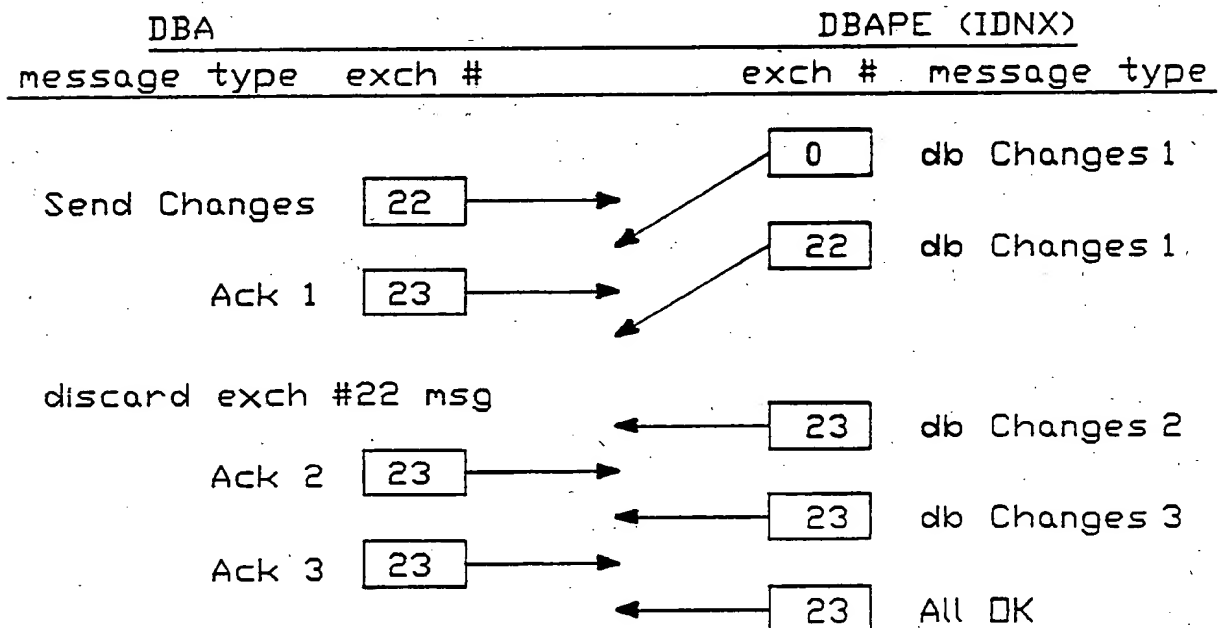 DBA DBAPE (IDNX)
message type exch # exch # message type
0 db Changes 1
Send Changes 22
22 db Changes 1
Ack 1 23
discard exch #22 msg
23 db Changes 2
Ack 2 23
23 db Changes 3
Ack 3 23
23 All OK